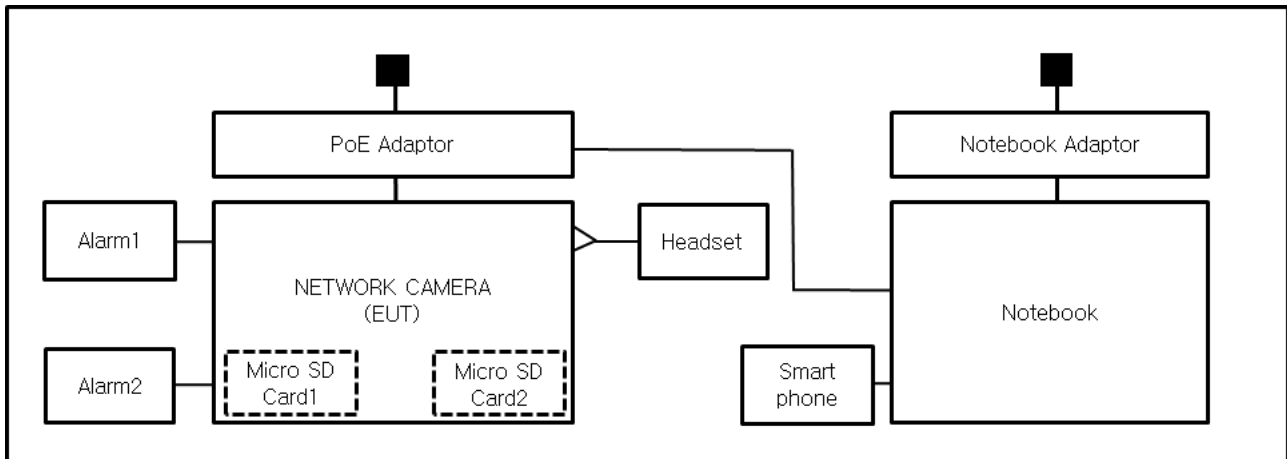 PoE Adaptor
Notebook Adaptor
Alarm1
Headset
NETWORK CAMERA
(EUT)
Notebook
Alarm2
Micro SD
Card1
Micro SD
Card2
Smart
phone